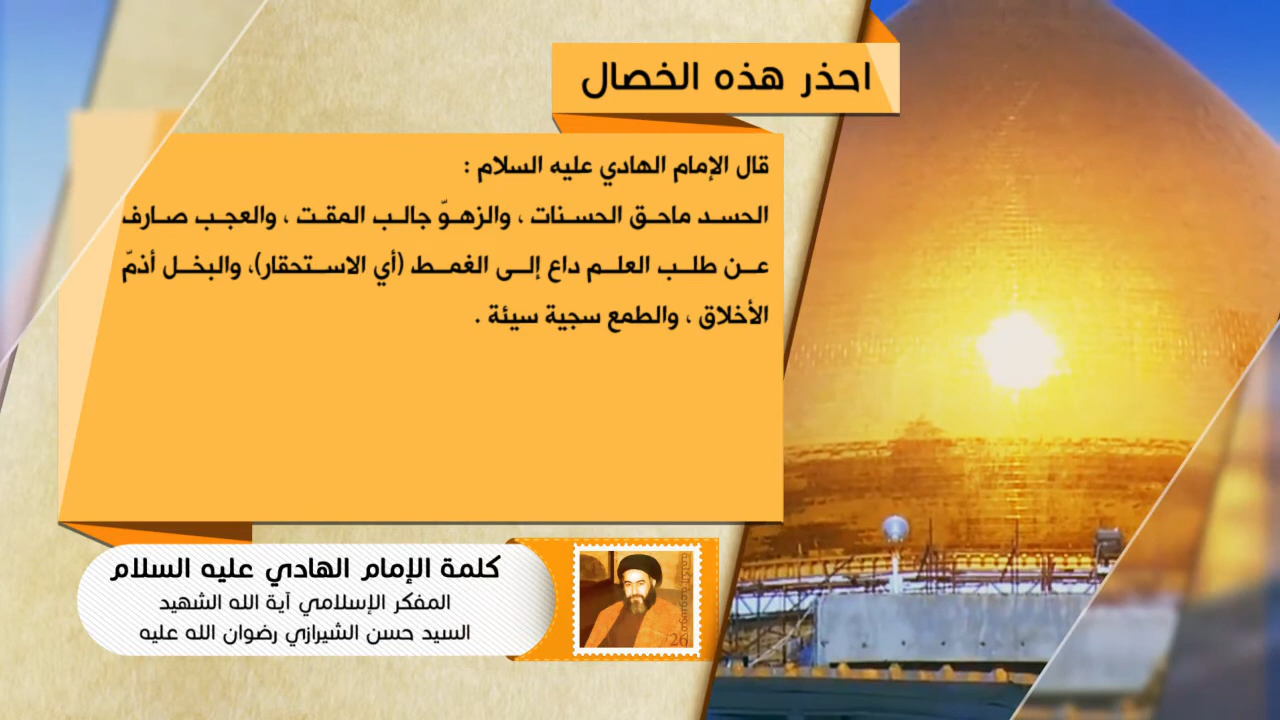 احذر هذه الخصال
قال الإمام الهادي عليه السلام :
الحسد ماحق الحسنات ، والزهوّ جالب المقت ، والعجب صارف
عن طلب العلم داع إلى الغمط (أي الاستحقار)، والبخل أذمّ
الأخلاق ، والطمع سجية سيئة .
كلمة الإمام الهادي عليه السلام
المفكر الإسلامي آية الله الشهيد
السيد حسن الشيرازي رضوان الله عليه